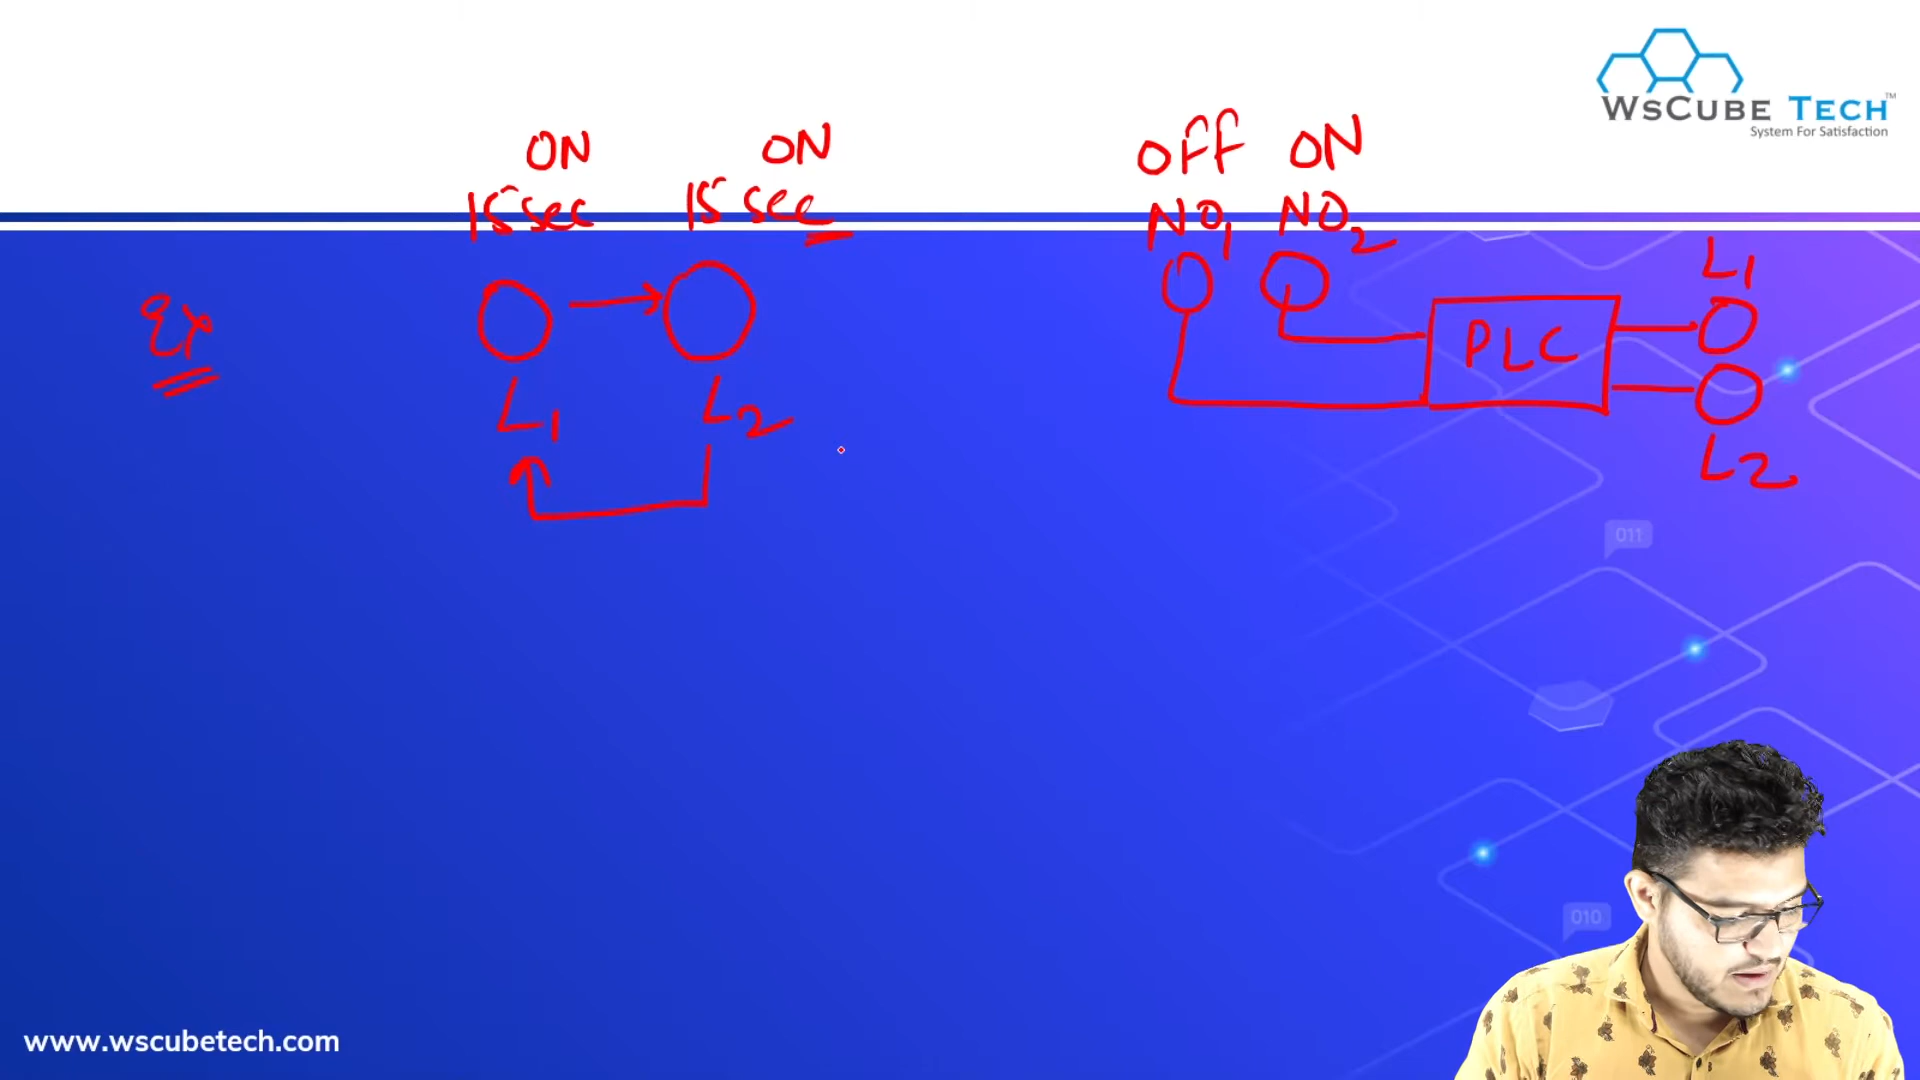 WsCube Tech™
System For Satisfaction
ON ON OFF ON
15 sec 15 sec NO1 NO2
L1
Ex PLC
L1 L2
L2
011
010
www.wscubetech.com